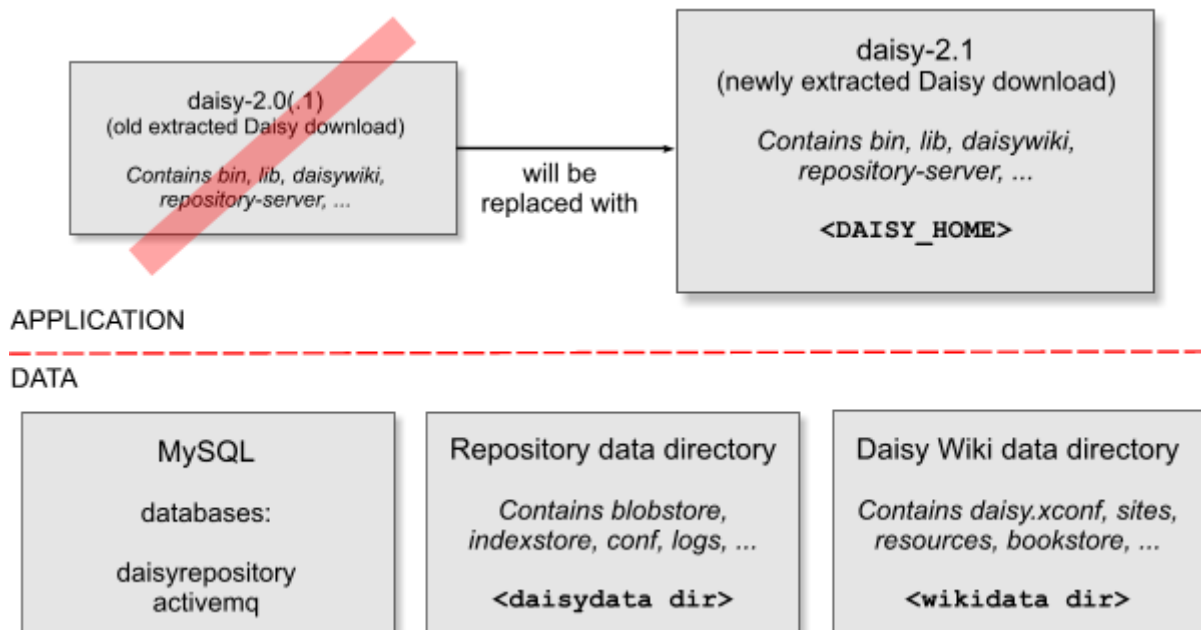 daisy-2.0(.1)
(old extracted Daisy download)
Contains bin, lib, daisywiki,
repository-server, ...
will be
replaced with
daisy-2.1
(newly extracted Daisy download)
Contains bin, lib, daisywiki,
repository-server, ...
<DAISY_HOME>
APPLICATION
DATA
MySQL
databases:
daisyrepository
activemq
Repository data directory
Contains blobstore,
indexstore, conf, logs, ...
<daisydata dir>
Daisy Wiki data directory
Contains daisy.xconf, sites,
resources, bookstore, ...
<wikidata dir>